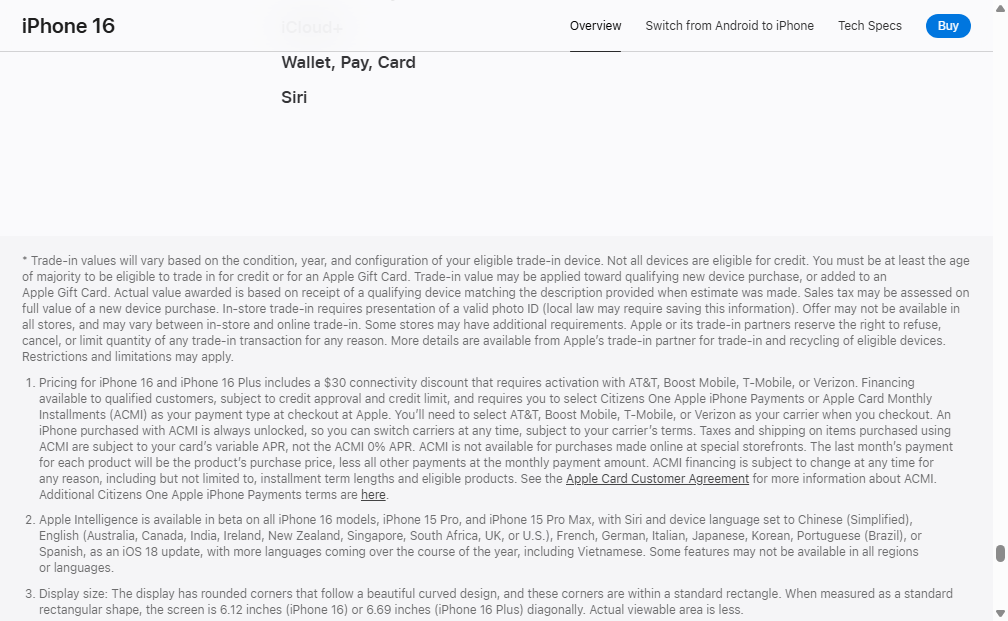 iPhone 16
iCloud+
Overview
Switch from Android to iPhone
Tech Specs
Buy
Wallet, Pay, Card
Siri
* Trade-in values will vary based on the condition, year, and configuration of your eligible trade-in device. Not all devices are eligible for credit. You must be at least the age
of majority to be eligible to trade in for credit or for an Apple Gift Card. Trade-in value may be applied toward qualifying new device purchase, or added to an
Apple Gift Card. Actual value awarded is based on receipt of a qualifying device matching the description provided when estimate was made. Sales tax may be assessed on
full value of a new device purchase. In-store trade-in requires presentation of a valid photo ID (local law may require saving this information). Offer may not be available in
all stores, and may vary between in-store and online trade-in. Some stores may have additional requirements. Apple or its trade-in partners reserve the right to refuse,
cancel, or limit quantity of any trade-in transaction for any reason. More details are available from Apple’s trade-in partner for trade-in and recycling of eligible devices.
Restrictions and limitations may apply.
1. Pricing for iPhone 16 and iPhone 16 Plus includes a $30 connectivity discount that requires activation with AT&T, Boost Mobile, T-Mobile, or Verizon. Financing
available to qualified customers, subject to credit approval and credit limit, and requires you to select Citizens One Apple iPhone Payments or Apple Card Monthly
Installments (ACMI) as your payment type at checkout at Apple. You’ll need to select AT&T, Boost Mobile, T-Mobile, or Verizon as your carrier when you checkout. An
iPhone purchased with ACMI is always unlocked, so you can switch carriers at any time, subject to your carrier’s terms. Taxes and shipping on items purchased using
ACMI are subject to your card’s variable APR, not the ACMI 0% APR. ACMI is not available for purchases made online at special storefronts. The last month’s payment
for each product will be the product’s purchase price, less all other payments at the monthly payment amount. ACMI financing is subject to change at any time for
any reason, including but not limited to, installment term lengths and eligible products. See the Apple Card Customer Agreement for more information about ACMI.
Additional Citizens One Apple iPhone Payments terms are here.
2. Apple Intelligence is available in beta on all iPhone 16 models, iPhone 15 Pro, and iPhone 15 Pro Max, with Siri and device language set to Chinese (Simplified),
English (Australia, Canada, India, Ireland, New Zealand, Singapore, South Africa, UK, or U.S.), French, German, Italian, Japanese, Korean, Portuguese (Brazil), or
Spanish, as an iOS 18 update, with more languages coming over the course of the year, including Vietnamese. Some features may not be available in all regions
or languages.
3. Display size: The display has rounded corners that follow a beautiful curved design, and these corners are within a standard rectangle. When measured as a standard
rectangular shape, the screen is 6.12 inches (iPhone 16) or 6.69 inches (iPhone 16 Plus) diagonally. Actual viewable area is less.